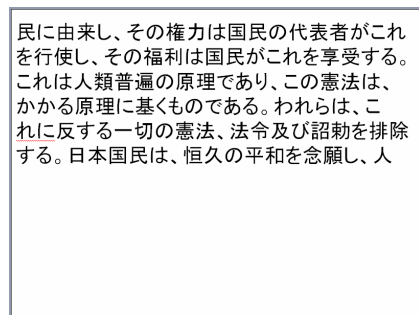 民に由来し、その権力は国民の代表者がこれ
を行使し、その福利は国民がこれを享受する。
これは人類普遍の原理であり、この憲法は、
かかる原理に基くものである。われらは、こ
れに反する一切の憲法、法令及び詔勅を排除
する。日本国民は、恒久の平和を念願し、人